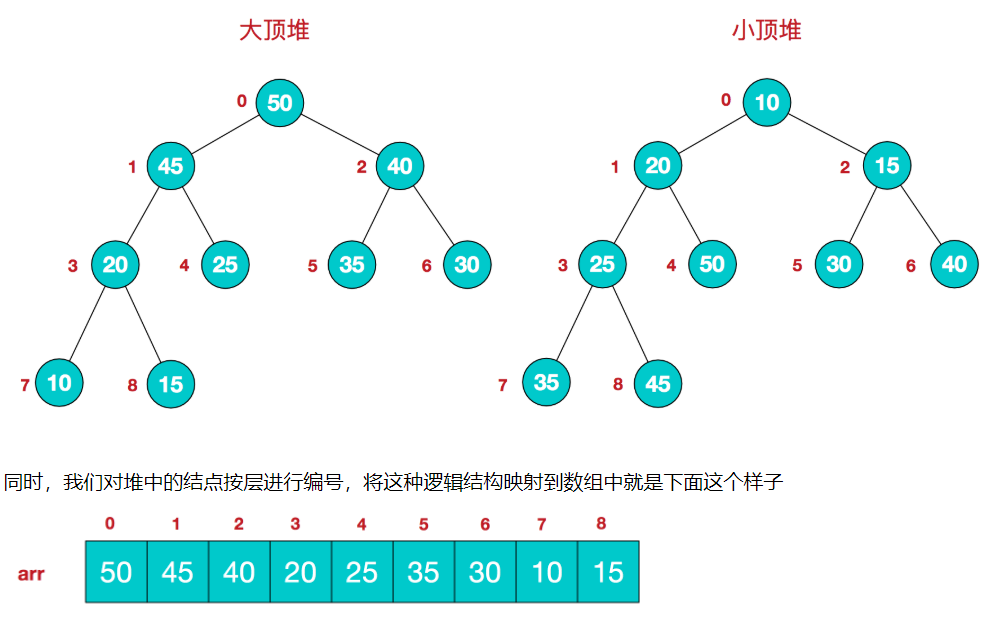 大顶堆 小顶堆
0 50 0 10
1 45 2 40 1 20 2 15
3 20 4 25 5 35 6 30 3 25 4 50 5 30 6 40
7 10 8 15 7 35 8 45
同时，我们对堆中的结点按层进行编号，将这种逻辑结构映射到数组中就是下面这个样子
0 1 2 3 4 5 6 7 8
arr 50 45 40 20 25 35 30 10 15